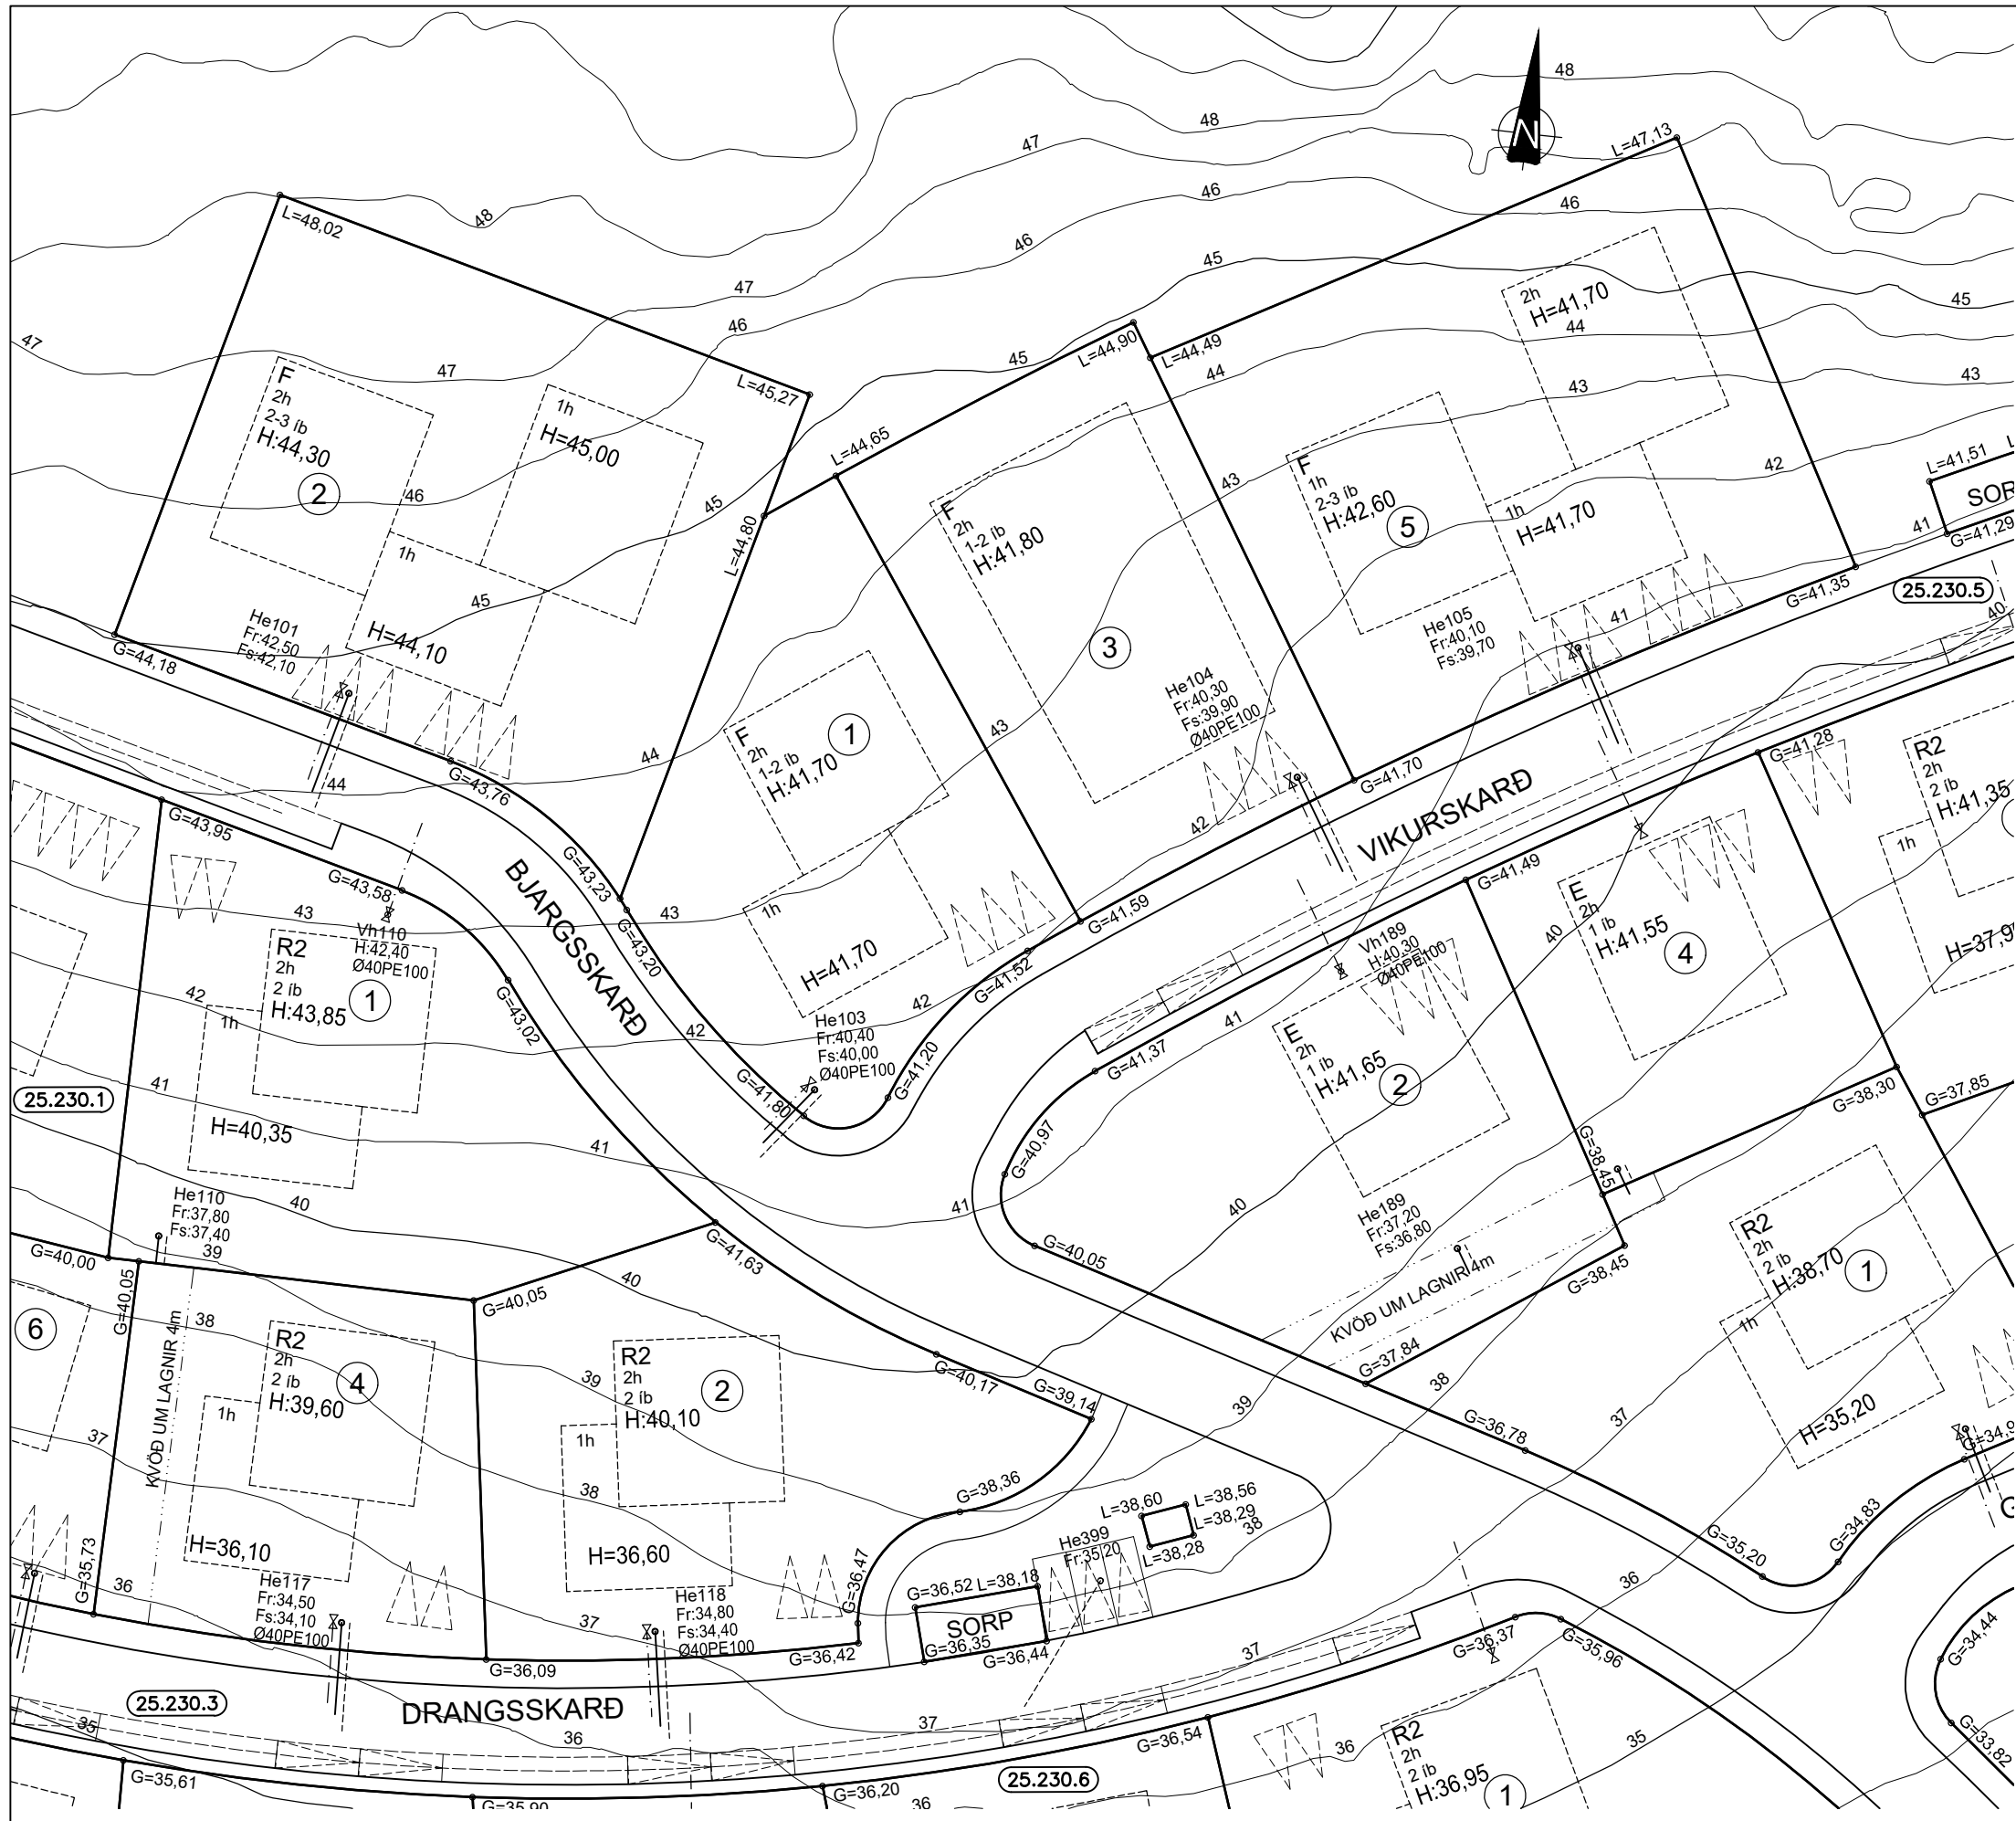 48
48
47
N
L=47,13
46
46
46
48
L=48,02
45
45
47
47
46
47
L=45,27
45
L=44,90
L=44,49
44
44
2h
H=41,70
43
43
F
2h
2-3 íb
H:44,30
2
1h
H=45,00
46
45
L=44,65
L=44,80
F
2h
1-2 íb
H:41,80
3
43
F
1h
2-3 íb
H:42,60
5
1h
H=41,70
42
L=41,51
41
G=41,29
1h
H=44,10
45
He101
Fr:42,50
Fs:42,10
G=44,18
44
G=43,76
44
F
2h
1-2 íb
H:41,70
1
43
He104
Fr:40,30
Fs:39,90
Ø40PE100
He105
Fr:40,10
Fs:39,70
41
G=41,35
25.230.5
40
G=43,95
G=43,58
43
Vh110
H:42,40
Ø40PE100
BJARGSSKARÐ
G=43,23
G=43,20
43
1h
H=41,70
42
G=41,59
G=41,52
G=41,70
VIKURSKARÐ
G=41,49
G=41,28
R2
2h
2 íb
H:41,35
1h
R2
2h
2 íb
H:43,85
1
1h
42
G=43,02
42
42
He103
Fr:40,40
Fs:40,00
Ø40PE100
G=41,80
G=41,20
41
G=41,37
G=40,97
Vh189
H:40,30
Ø40PE100
E
2h
1 íb
H:41,65
2
40
E
2h
1 íb
H:41,55
4
G=38,30
G=37,85
25.230.1
41
H=40,35
41
41
40
He110
Fr:37,80
Fs:37,40
40
39
G=40,00
G=40,05
G=41,63
G=40,05
G=40,05
40
He189
Fr:37,20
Fs:36,80
G=38,45
G=38,45
KVÖÐ UM LAGNIR 4m
G=37,84
R2
2h
2 íb
H:38,70
1
1h
H=35,20
6
38
KVÖÐ UM LAGNIR 4m
R2
2h
2 íb
H:39,60
4
1h
H=36,10
R2
2h
2 íb
H:40,10
2
1h
H=36,60
39
38
G=40,17
G=39,14
G=38,36
39
38
G=36,78
37
37
G=35,73
36
He117
Fr:34,50
Fs:34,10
Ø40PE100
G=36,09
37
He118
Fr:34,80
Fs:34,40
Ø40PE100
G=36,47
G=36,42
G=36,52
L=38,18
SORP
G=36,35
G=36,44
He399
Fr:35,20
L=38,60
L=38,56
L=38,29
L=38,28
38
G=35,20
G=34,83
36
G=34,44
G=33,82
25.230.3
DRANGSSKARÐ
35
36
37
37
G=36,37
G=35,96
G=36,54
36
35
R2
2h
2 íb
H:36,95
1
G=35,61
G=36,20
25.230.6
36